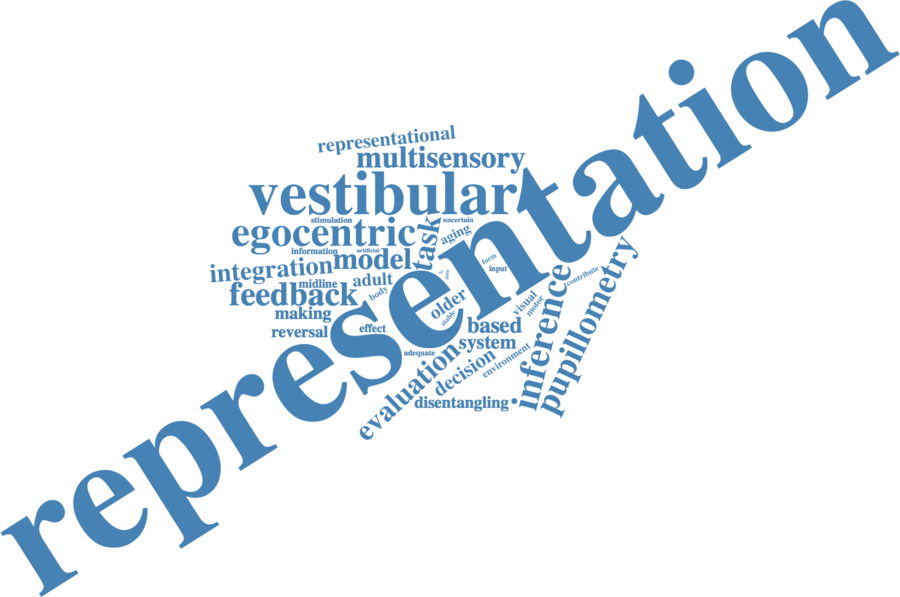 representation
representational
multisensory
vestibular
stimulation
uncertain
egocentric
task
aging
information
artificial
model
form
input
integration
midline
adult
body
feedback
older
stable
visual
motor
contribute
making
reversal
effect
based
system
adequate
inference
pupillometry
evaluation
decision
environment
disentangling